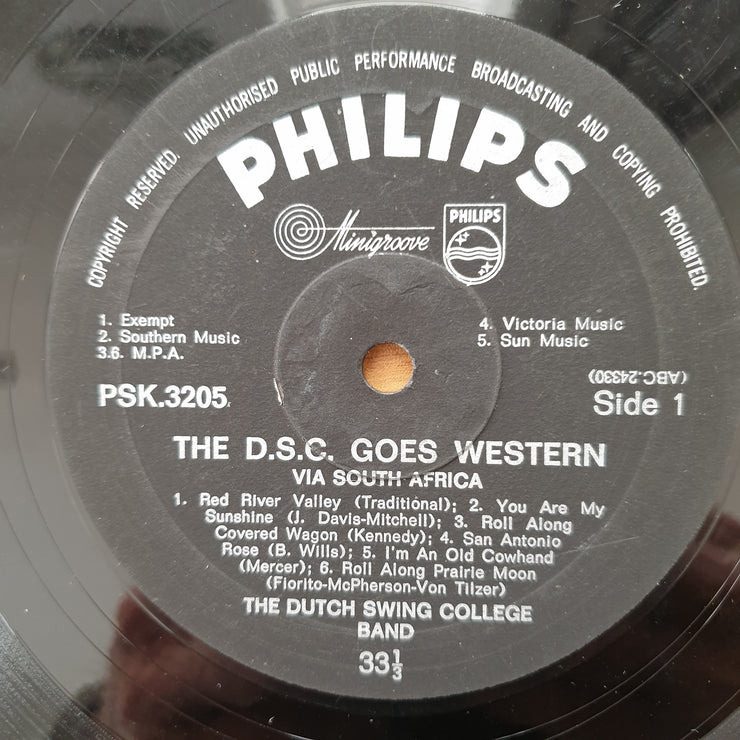 COPYRIGHT RESERVED. UNAUTHORISED PUBLIC PERFORMANCE BROADCASTING AND COPYING PROHIBITED.
PHILIPS
Minigroove
PHILIPS
1. Exempt
2. Southern Music
3.6. M.P.A.
4. Victoria Music
5. Sun Music
(ABC.24330)
PSK.3205
Side 1
THE D.S.C. GOES WESTERN
VIA SOUTH AFRICA
1. Red River Valley (Traditional); 2. You Are My
Sunshine (J. Davis-Mitchell); 3. Roll Along
Covered Wagon (Kennedy); 4. San Antonio
Rose (B. Wills); 5. I'm An Old Cowhand
(Mercer); 6. Roll Along Prairie Moon
(Fiorito-McPherson-Von Tilzer)
THE DUTCH SWING COLLEGE
BAND
33⅓